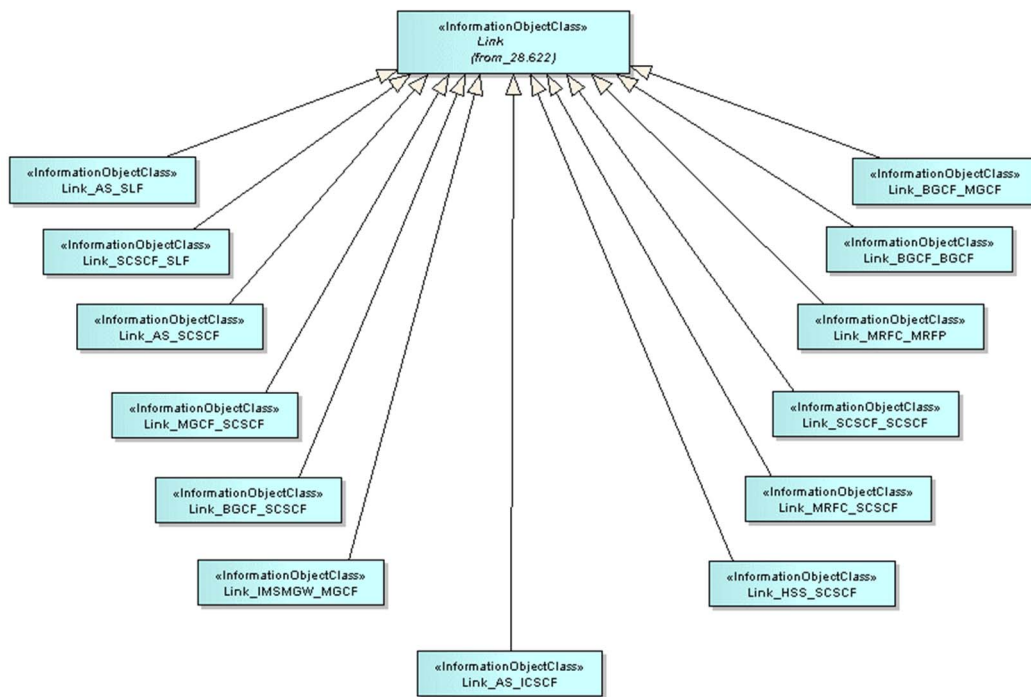 «InformationObjectClass»
Link
(from_28.622)
«InformationObjectClass»
Link_AS_SLF
«InformationObjectClass»
Link_BGCF_MGCF
«InformationObjectClass»
Link_SCSCF_SLF
«InformationObjectClass»
Link_BGCF_BGCF
«InformationObjectClass»
Link_AS_SCSCF
«InformationObjectClass»
Link_MRFC_MRFP
«InformationObjectClass»
Link_MGCF_SCSCF
«InformationObjectClass»
Link_SCSCF_SCSCF
«InformationObjectClass»
Link_BGCF_SCSCF
«InformationObjectClass»
Link_MRFC_SCSCF
«InformationObjectClass»
Link_IMSMGW_MGCF
«InformationObjectClass»
Link_HSS_SCSCF
«InformationObjectClass»
Link_AS_ICSCF